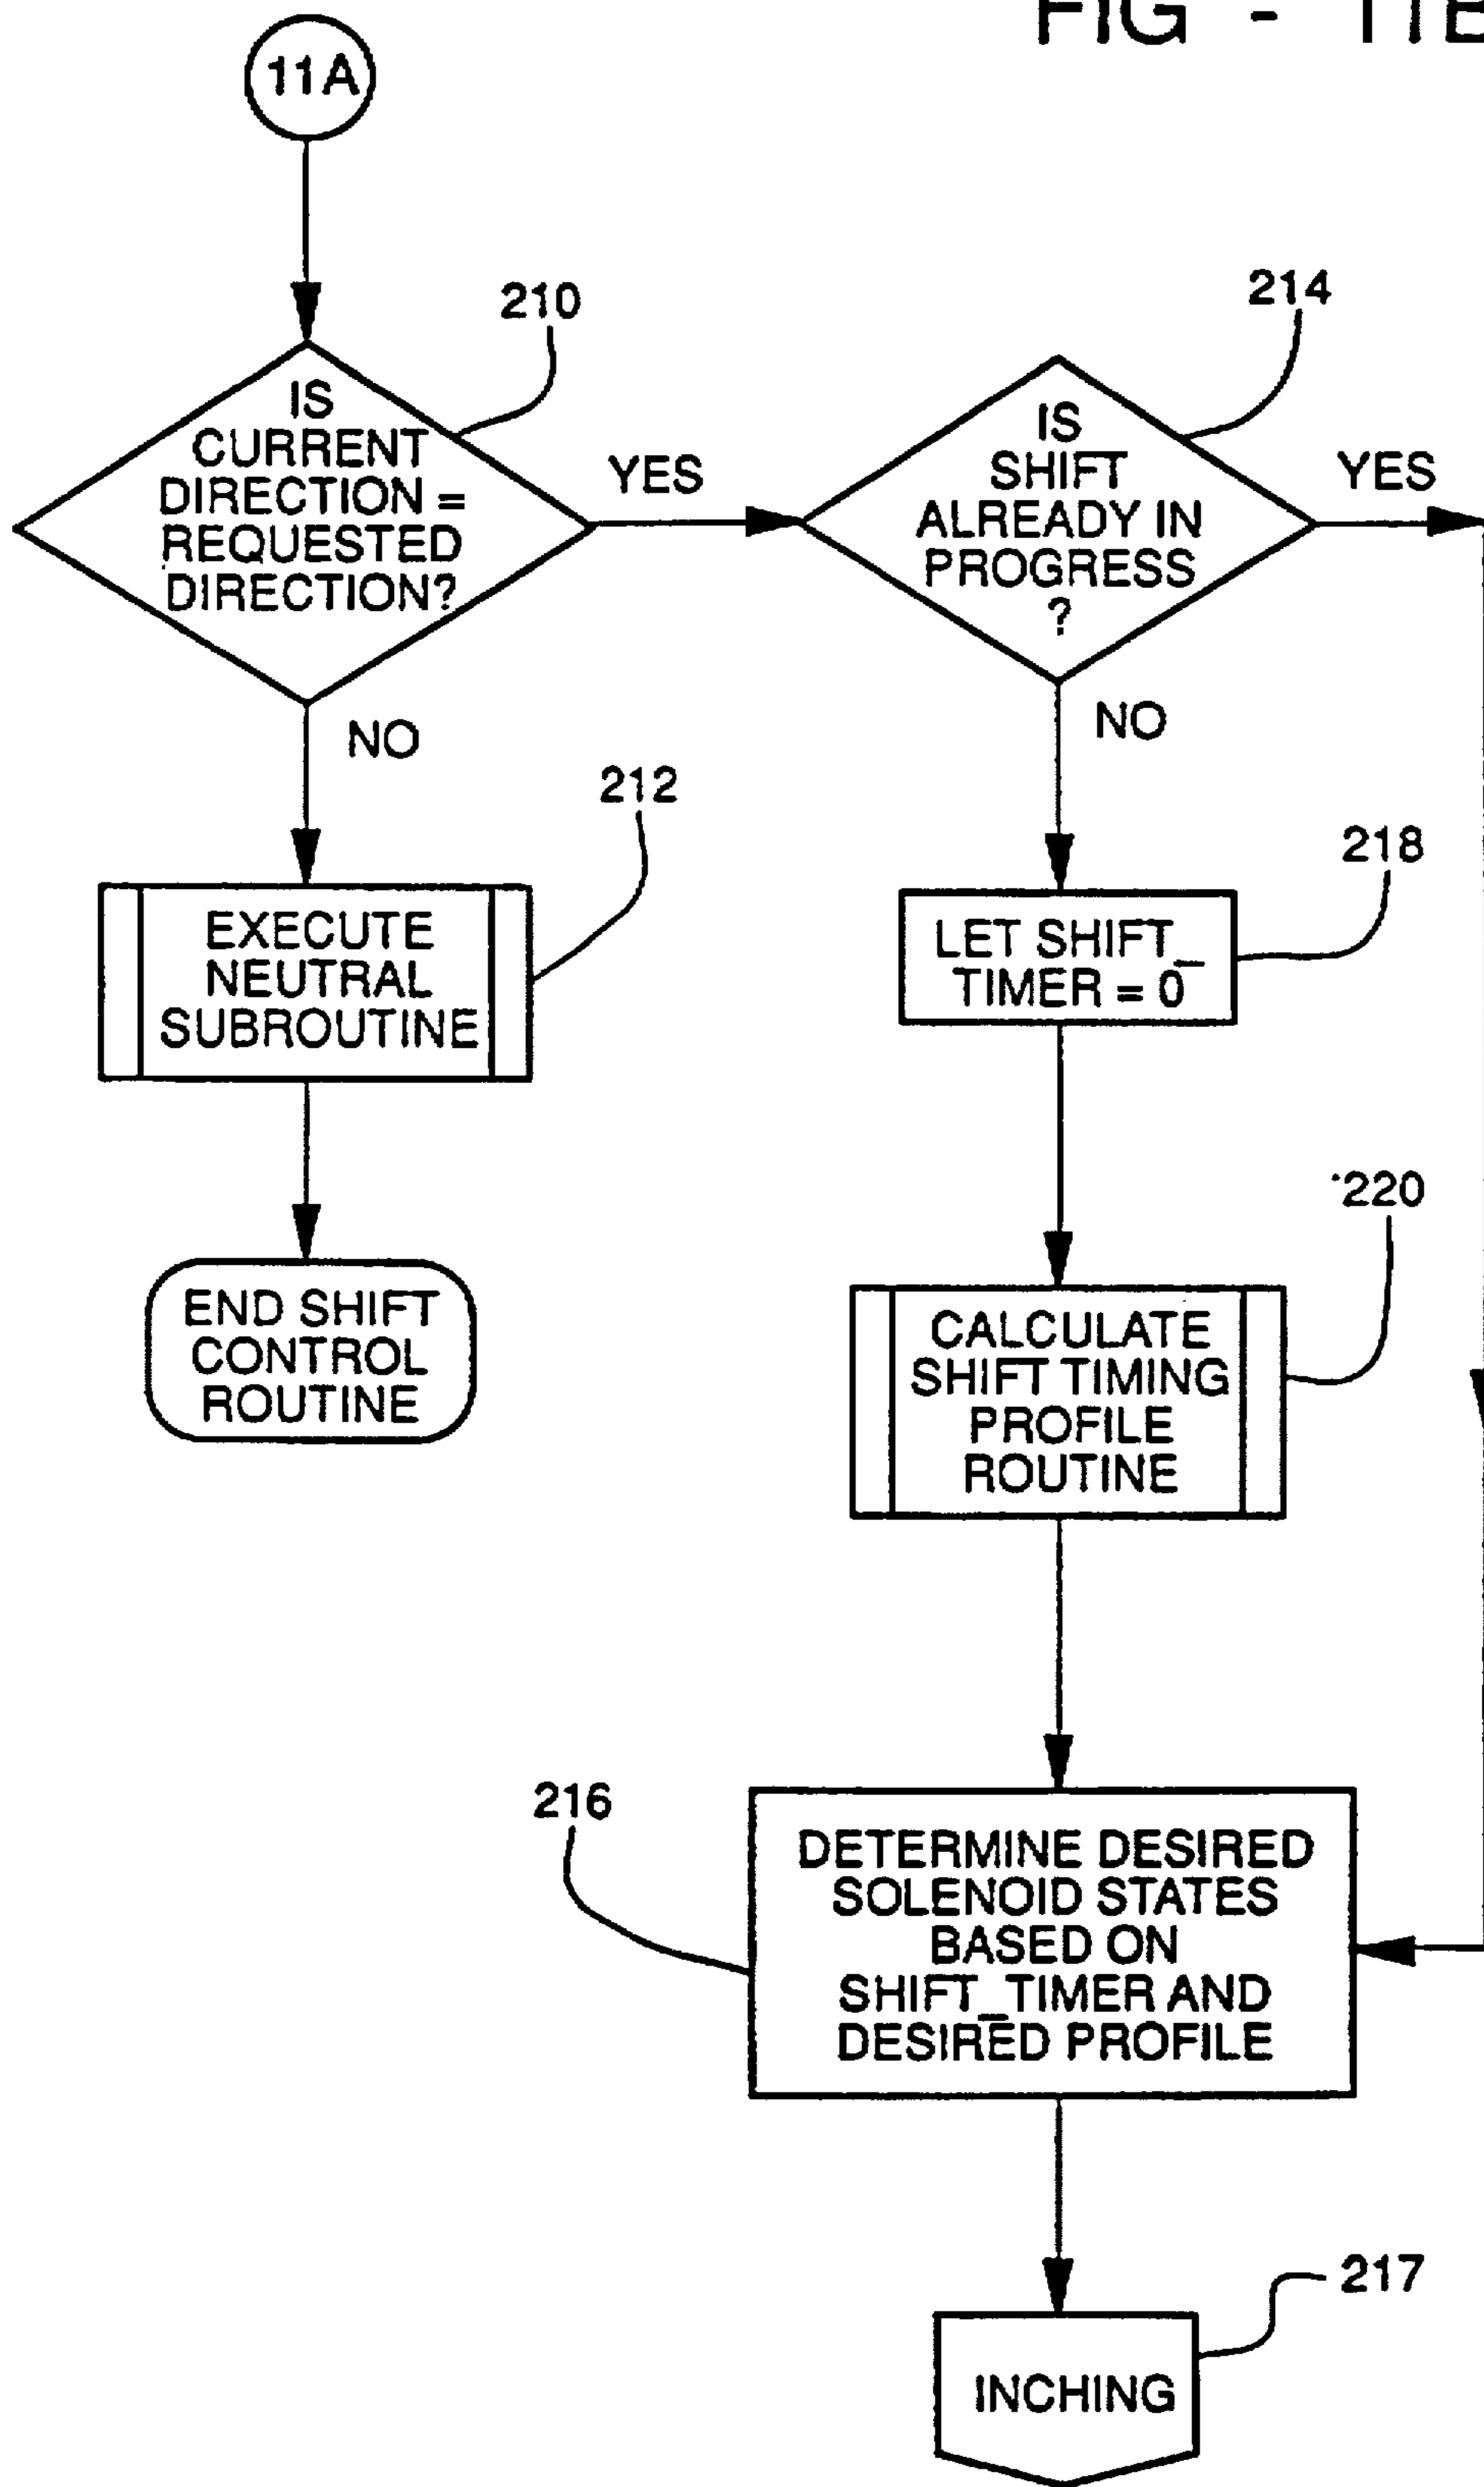 FIG - 11B
11A
210
IS
CURRENT
DIRECTION =
REQUESTED
DIRECTION?
YES
NO
214
IS
SHIFT
ALREADY IN
PROGRESS
?
YES
NO
212
EXECUTE
NEUTRAL
SUBROUTINE
END SHIFT
CONTROL
ROUTINE
218
LET SHIFT_
TIMER = 0
220
CALCULATE
SHIFT TIMING
PROFILE
ROUTINE
216
DETERMINE DESIRED
SOLENOID STATES
BASED ON
SHIFT_TIMER AND
DESIRED PROFILE
217
INCHING